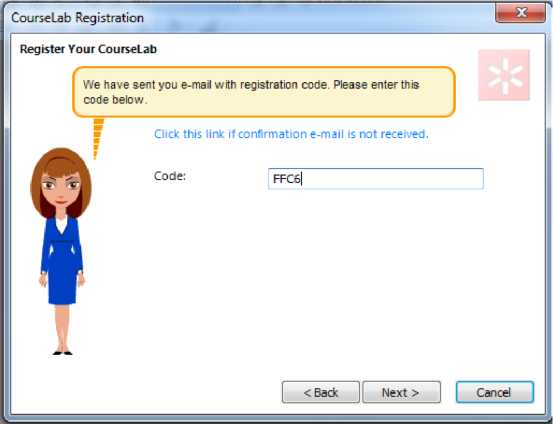 CourseLab Registration
Register Your CourseLab
We have sent you e-mail with registration code. Please enter this
code below.
Click this link if confirmation e-mail is not received.
Code:
FFC6
< Back
Next >
Cancel